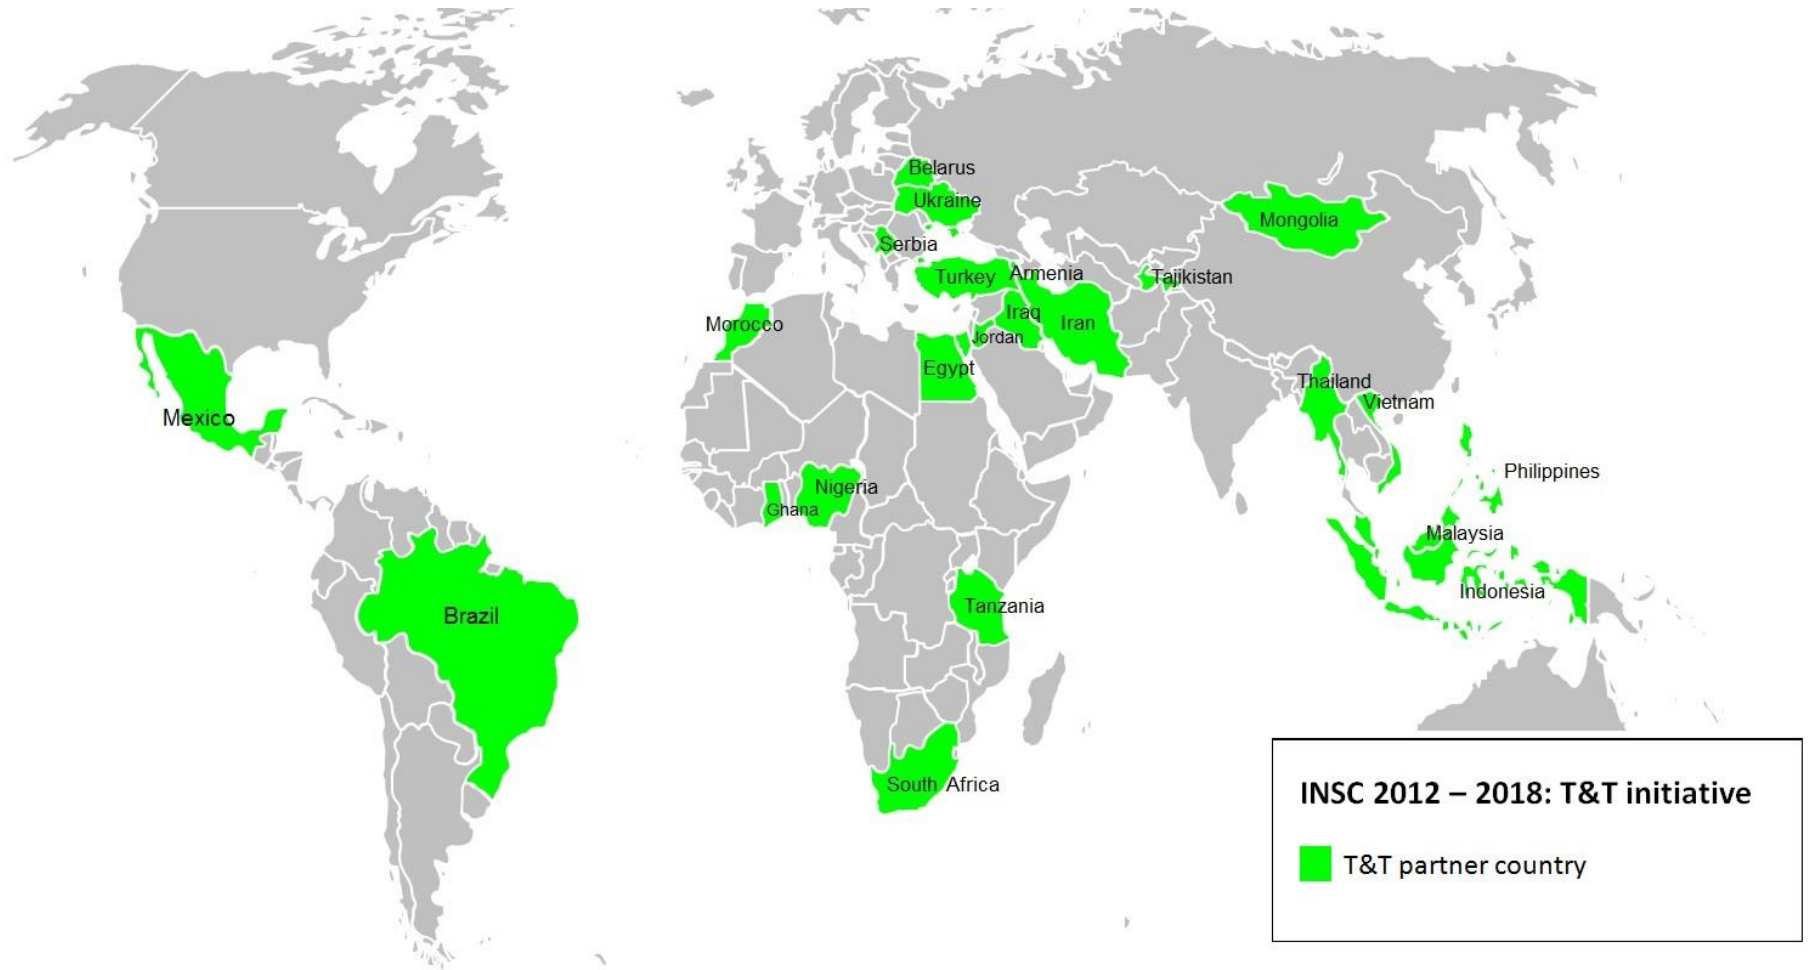 Belarus
Ukraine
Mongolia
Serbia
Turkey
Armenia
Tajikistan
Morocco
Iraq
Iran
Jordan
Egypt
Thailand
Vietnam
Mexico
Philippines
Nigeria
Ghana
Malaysia
Indonesia
Tanzania
Brazil
South Africa
INSC 2012 – 2018: T&T initiative
T&T partner country